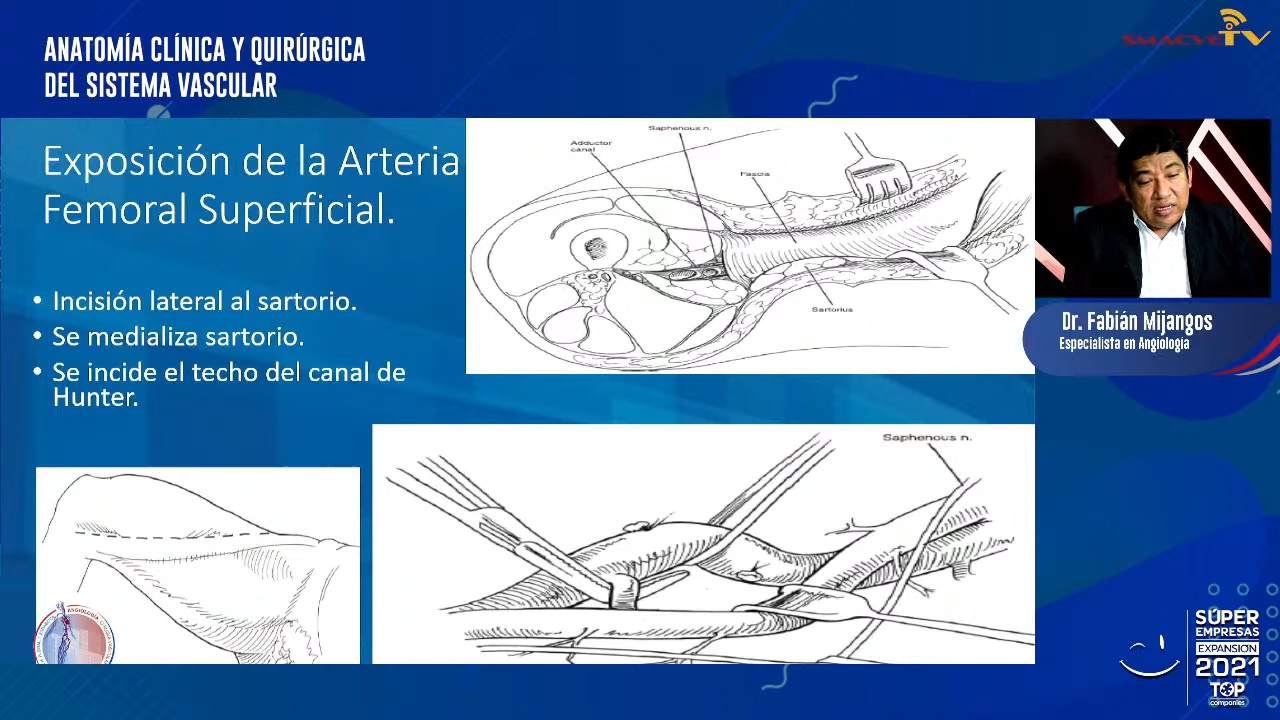 ANATOMÍA CLÍNICA Y QUIRÚRGICA
DEL SISTEMA VASCULAR
SMACVETV
Exposición de la Arteria
Femoral Superficial.
• Incisión lateral al sartorio.
• Se medializa sartorio.
• Se incide el techo del canal de
Hunter.
Saphenous n.
Adductor
canal
Fascia
Sartorius
Saphenous n.
Dr. Fabián Mijangos
Especialista en Angiología
SÚPER
EMPRESAS
EXPANSIÓN
2021
TOP
companies